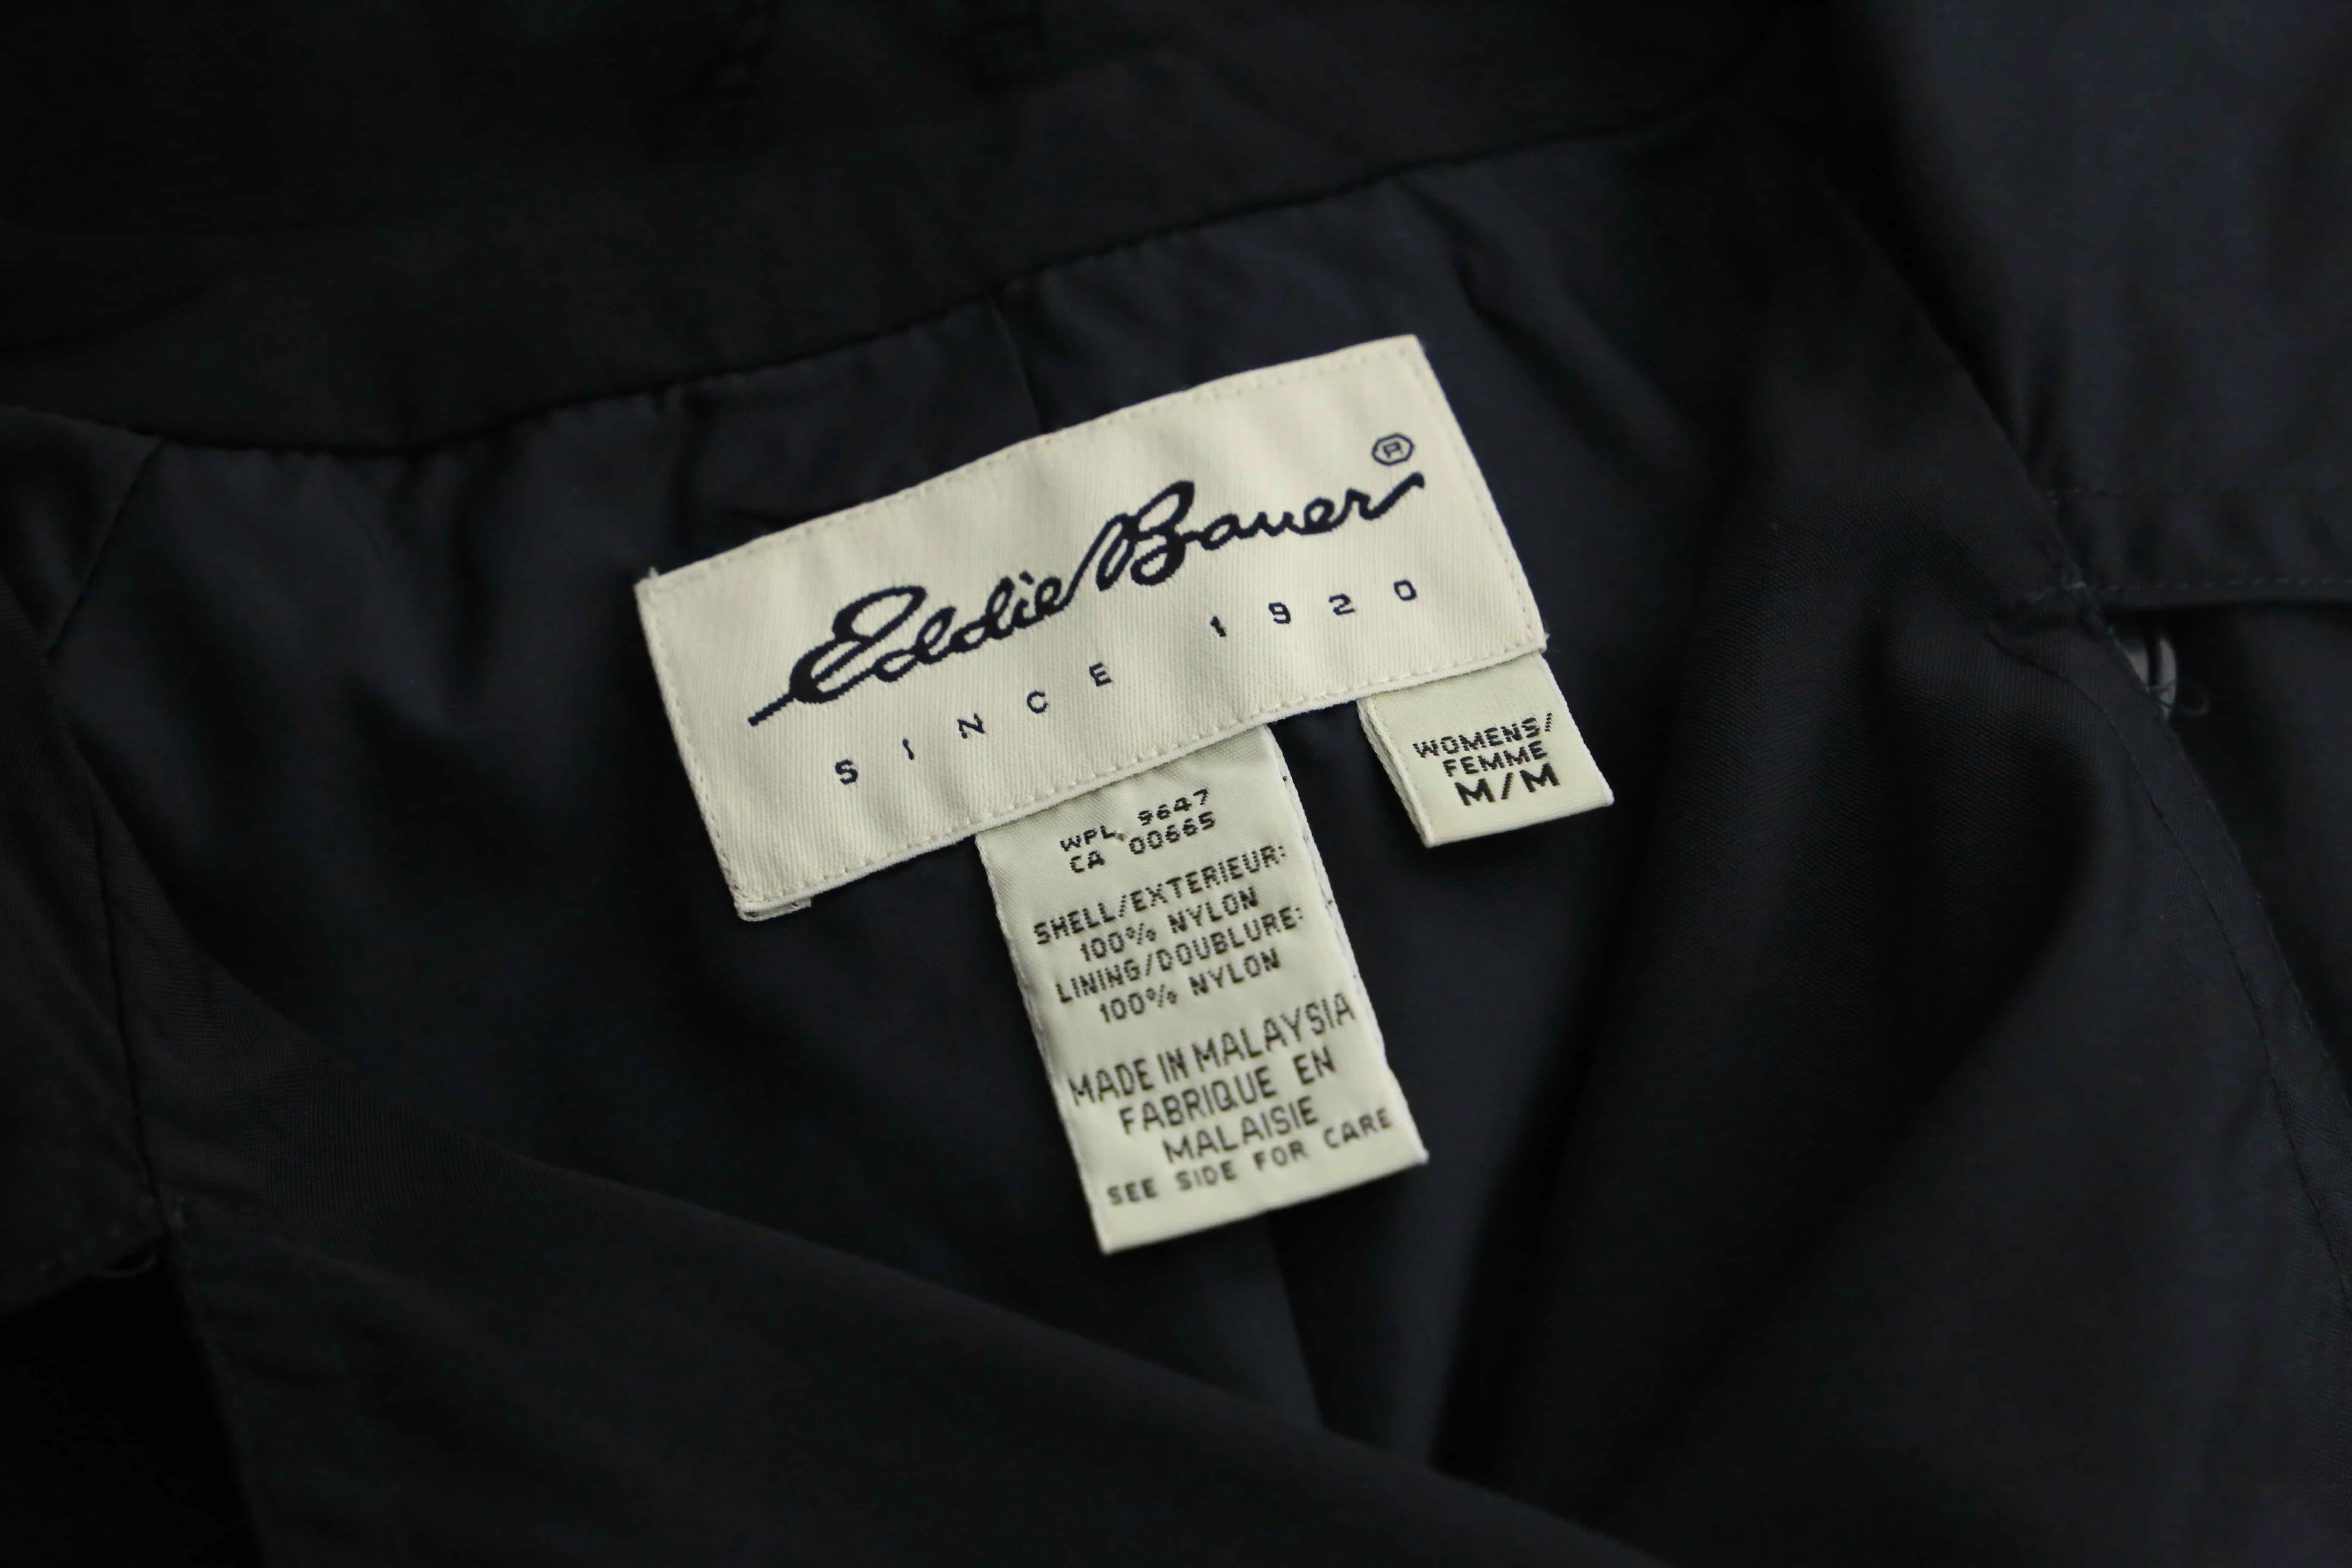 Eddie Bauer®
SINCE 1920
WOMENS/
FEMME
M/M
WPL 9647
CA 00665
SHELL/EXTERIEUR:
100% NYLON
LINING/DOUBLURE:
100% NYLON
MADE IN MALAYSIA
FABRIQUE EN
MALAISIE
SEE SIDE FOR CARE